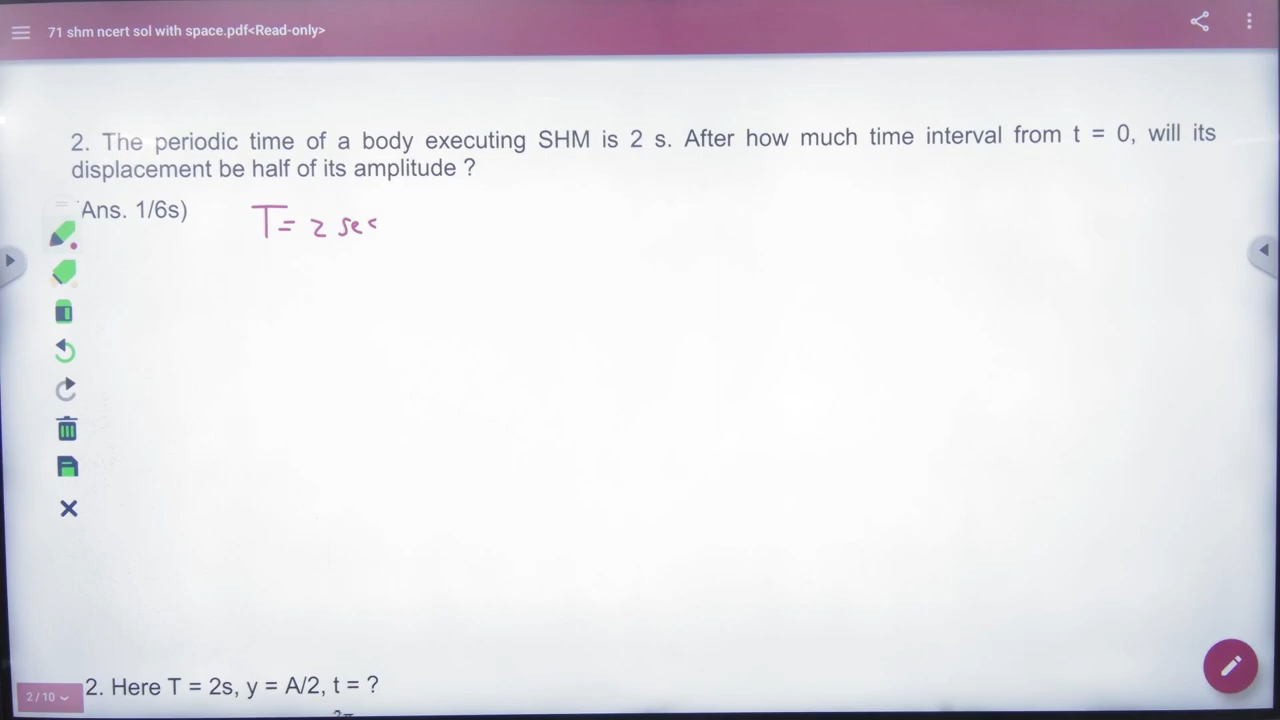 71 shm ncert sol with space.pdf<Read-only>
2. The periodic time of a body executing SHM is 2 s. After how much time interval from t = 0, will its
displacement be half of its amplitude ?
Ans. 1/6s)
T= 2 sec
2. Here T = 2s, y = A/2, t = ?
2 / 10